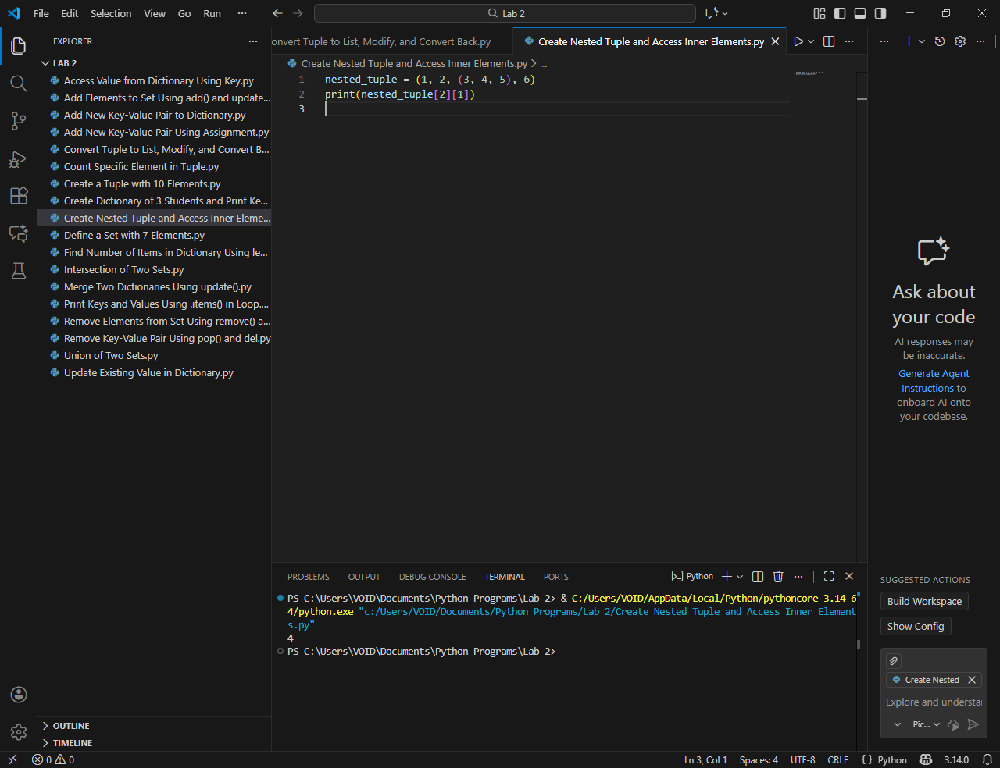 File Edit Selection View Go Run ···
Lab 2
EXPLORER ···
LAB 2
Access Value from Dictionary Using Key.py
Add Elements to Set Using add() and update...
Add New Key-Value Pair to Dictionary.py
Add New Key-Value Pair Using Assignment.py
Convert Tuple to List, Modify, and Convert B...
Count Specific Element in Tuple.py
Create a Tuple with 10 Elements.py
Create Dictionary of 3 Students and Print Ke...
Create Nested Tuple and Access Inner Eleme...
Define a Set with 7 Elements.py
Find Number of Items in Dictionary Using le...
Intersection of Two Sets.py
Merge Two Dictionaries Using update().py
Print Keys and Values Using .items() in Loop....
Remove Elements from Set Using remove() a...
Remove Key-Value Pair Using pop() and del.py
Union of Two Sets.py
Update Existing Value in Dictionary.py
OUTLINE
TIMELINE
onvert Tuple to List, Modify, and Convert Back.py
Create Nested Tuple and Access Inner Elements.py
Create Nested Tuple and Access Inner Elements.py > ...
1 nested_tuple = (1, 2, (3, 4, 5), 6)
2 print(nested_tuple[2][1])
3
PROBLEMS OUTPUT DEBUG CONSOLE TERMINAL PORTS
Python
PS C:\Users\VOID\Documents\Python Programs\Lab 2> & C:/Users/VOID/AppData/Local/Python/pythoncore-3.14-6
4/python.exe "c:/Users/VOID/Documents/Python Programs/Lab 2/Create Nested Tuple and Access Inner Element
s.py"
4
PS C:\Users\VOID\Documents\Python Programs\Lab 2>
Ask about
your code
AI responses may
be inaccurate.
Generate Agent
Instructions to
onboard AI onto
your codebase.
SUGGESTED ACTIONS
Build Workspace
Show Config
Create Nested
Explore and understa
Pic...
0 0
Ln 3, Col 1 Spaces: 4 UTF-8 CRLF { } Python 3.14.0